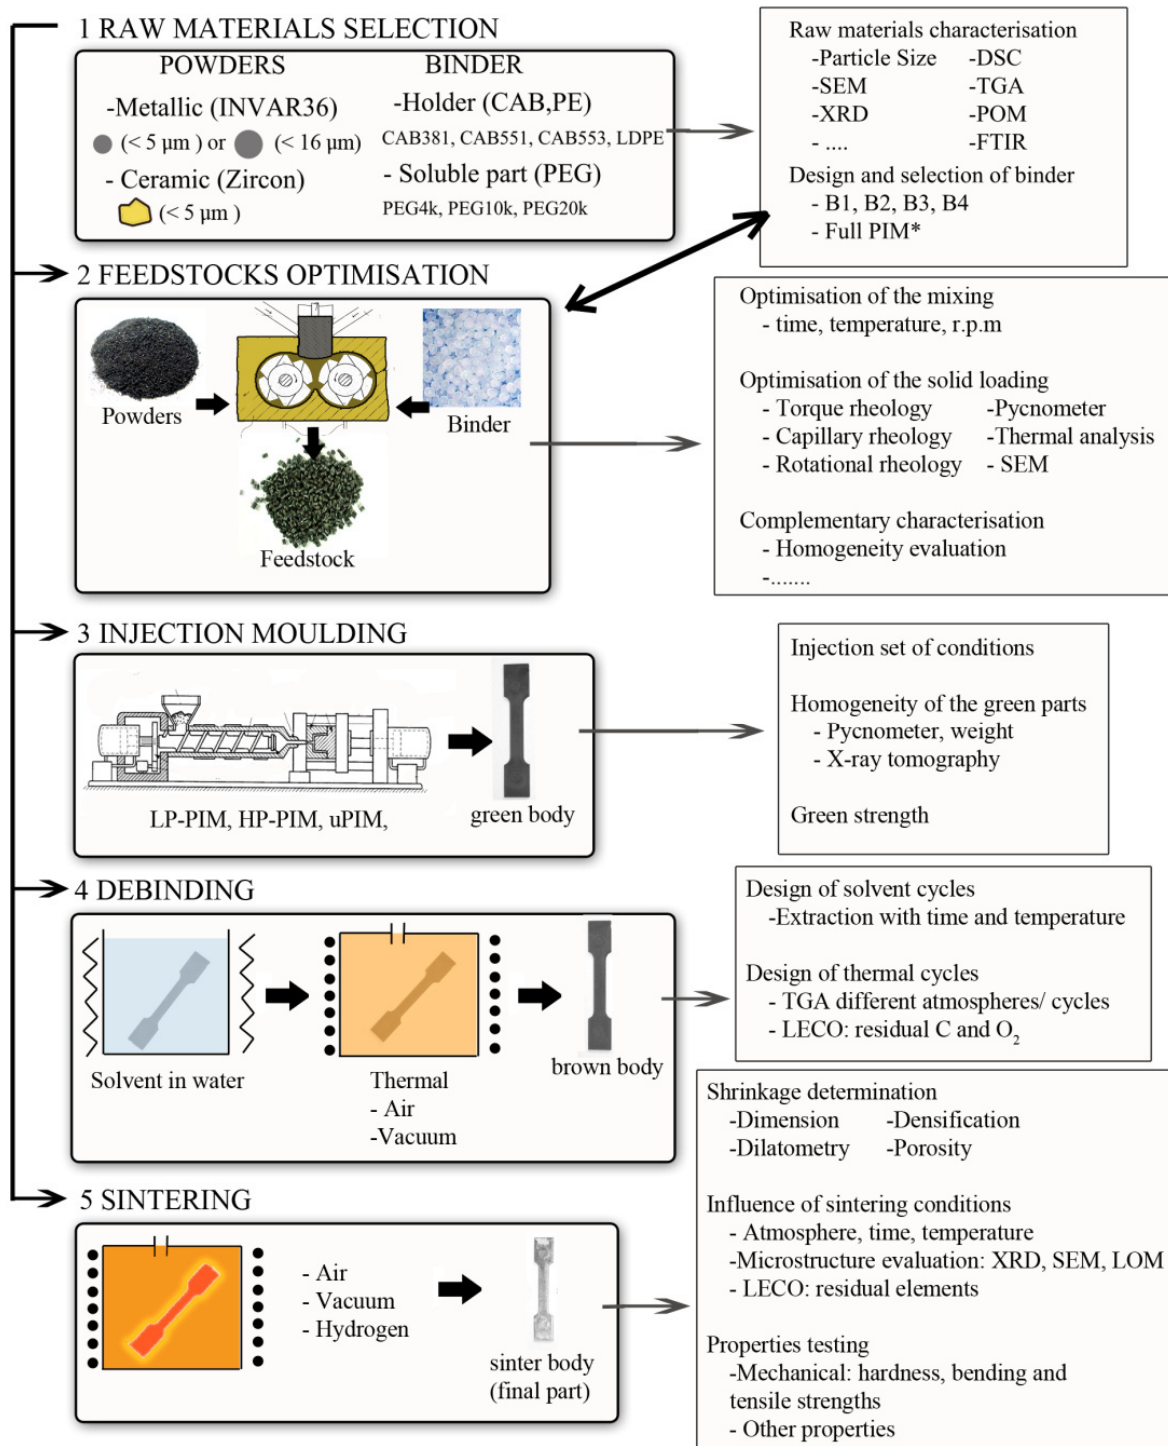 1 RAW MATERIALS SELECTION
POWDERS
-Metallic (INVAR36)
(< 5 µm) or (< 16 µm)
- Ceramic (Zircon)
(< 5 µm )
BINDER
-Holder (CAB,PE)
CAB381, CAB551, CAB553, LDPE
- Soluble part (PEG)
PEG4k, PEG10k, PEG20k
Raw materials characterisation
-Particle Size -DSC
-SEM -TGA
-XRD -POM
- .... -FTIR
Design and selection of binder
- B1, B2, B3, B4
- Full PIM*
2 FEEDSTOCKS OPTIMISATION
Powders
Binder
Feedstock
Optimisation of the mixing
- time, temperature, r.p.m
Optimisation of the solid loading
- Torque rheology -Pycnometer
- Capillary rheology -Thermal analysis
- Rotational rheology - SEM
Complementary characterisation
- Homogeneity evaluation
-.......
3 INJECTION MOULDING
LP-PIM, HP-PIM, uPIM,
green body
Injection set of conditions
Homogeneity of the green parts
- Pycnometer, weight
- X-ray tomography
Green strength
4 DEBINDING
Solvent in water
Thermal
- Air
-Vacuum
brown body
Design of solvent cycles
-Extraction with time and temperature
Design of thermal cycles
- TGA different atmospheres/ cycles
- LECO: residual C and O₂
5 SINTERING
- Air
- Vacuum
- Hydrogen
sinter body
(final part)
Shrinkage determination
-Dimension -Densification
-Dilatometry -Porosity
Influence of sintering conditions
- Atmosphere, time, temperature
-Microstructure evaluation: XRD, SEM, LOM
- LECO: residual elements
Properties testing
-Mechanical: hardness, bending and
tensile strengths
- Other properties